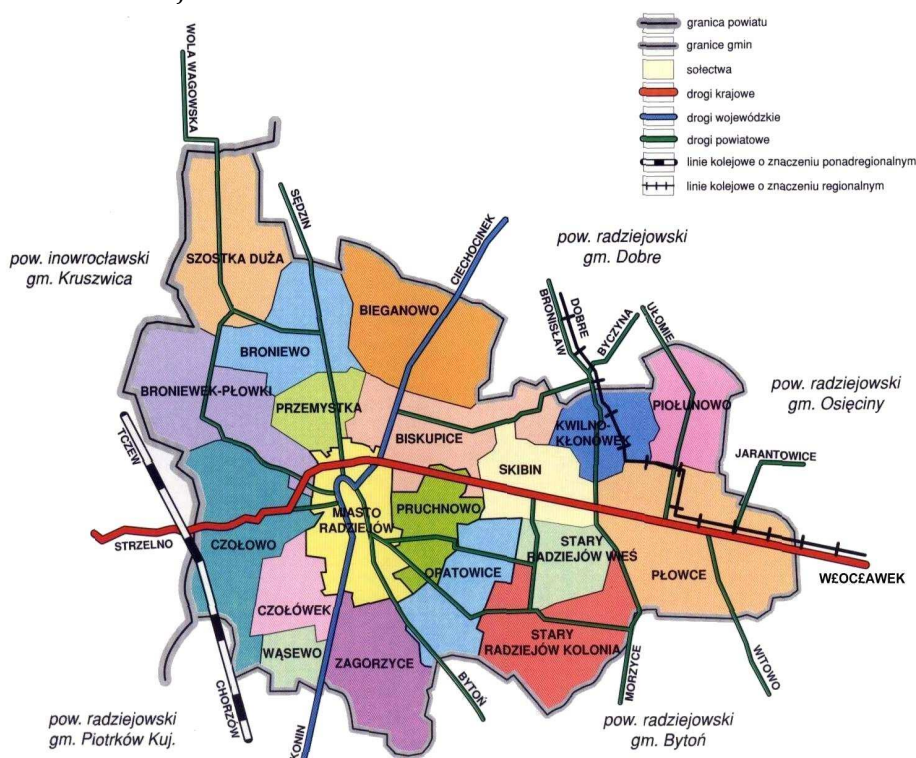 granica powiatu
granice gmin
sołectwa
drogi krajowe
drogi wojewódzkie
drogi powiatowe
linie kolejowe o znaczeniu ponadregionalnym
linie kolejowe o znaczeniu regionalnym
WOLA WAGOWSKA
SĘDZIN
CIECHOCINEK
pow. inowrocławski
gm. Kruszwica
pow. radziejowski
gm. Dobre
SZOSTKA DUŻA
BIEGANOWO
BRONISŁAW
DOBRE
BYCZYNA
UŁOMIE
BRONIEWO
BRONIEWEK-PŁOWKI
PRZEMYSTKA
BISKUPICE
KWILNO-
KŁONÓWEK
PIOŁUNOWO
pow. radziejowski
gm. Osięciny
TCZEW
SKIBIN
JARANTOWICE
MIASTO
RADZIEJÓW
PRUCHNOWO
STRZELNO
CZOŁOWO
STARY
RADZIEJÓW WIEŚ
OPATOWICE
PŁOWCE
W£OC£AWEK
CZOŁÓWEK
WĄSEWO
ZAGORZYCE
STARY
RADZIEJÓW KOLONIA
BYTOŃ
MORZYCE
WITOWO
CHORZÓW
KONIN
pow. radziejowski
gm. Piotrków Kuj.
pow. radziejowski
gm. Bytoń